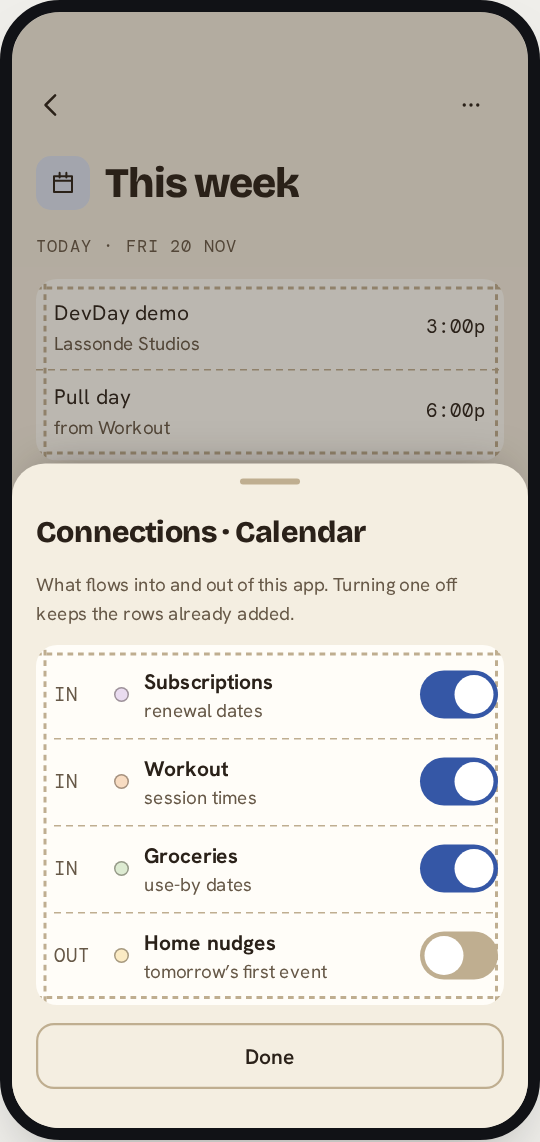 This week
TODAY · FRI 20 NOV
DevDay demo
Lassonde Studios
3:00p
Pull day
from Workout
6:00p
Connections · Calendar
What flows into and out of this app. Turning one off
keeps the rows already added.
IN
Subscriptions
renewal dates
IN
Workout
session times
IN
Groceries
use-by dates
OUT
Home nudges
tomorrow’s first event
Done